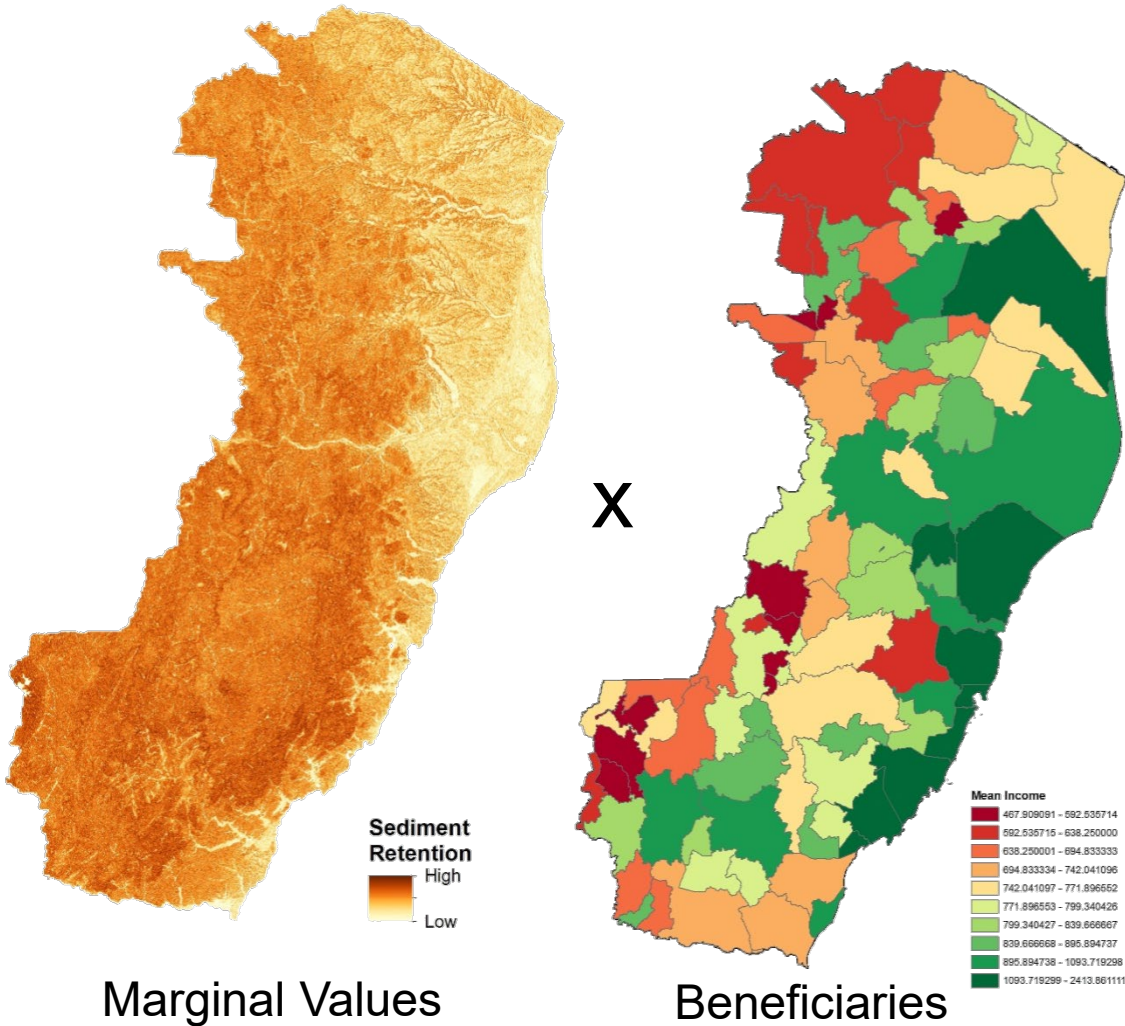 X
Sediment
Retention
High
Low
Mean Income
467.909091 - 592.535714
592.535715 - 638.250000
638.250001 - 694.833333
694.833334 - 742.041096
742.041097 - 771.896552
771.896553 - 799.340426
799.340427 - 839.666667
839.666668 - 895.894737
895.894738 - 1093.719298
1093.719299 - 2413.861111
Marginal Values
Beneficiaries